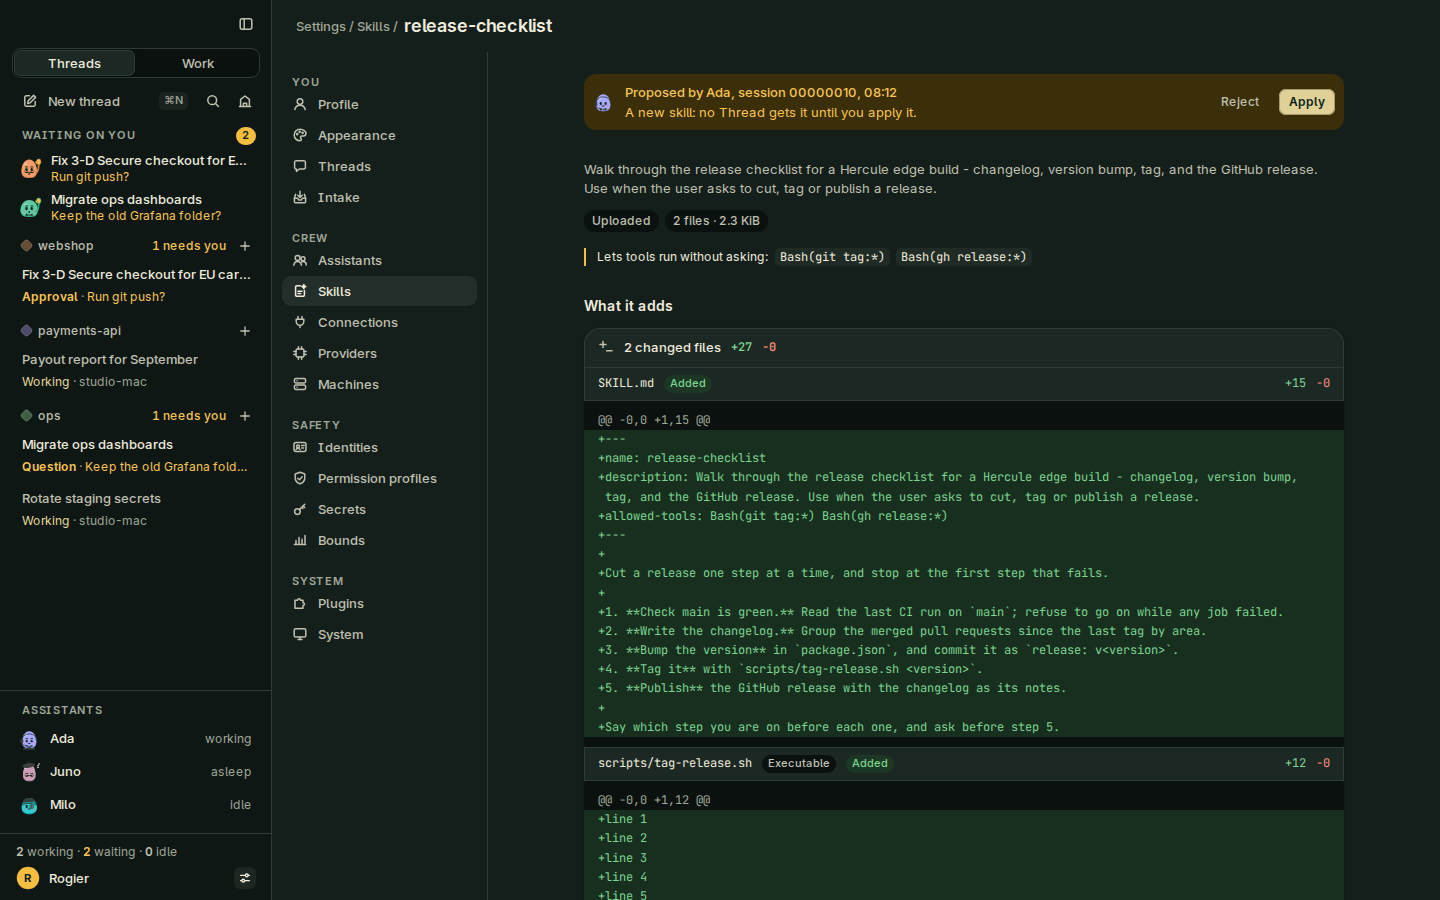 Threads
Work
New thread
⌘N
WAITING ON YOU
2
Fix 3-D Secure checkout for E...
Run git push?
Migrate ops dashboards
Keep the old Grafana folder?
webshop
1 needs you
Fix 3-D Secure checkout for EU car...
Approval · Run git push?
payments-api
Payout report for September
Working · studio-mac
ops
1 needs you
Migrate ops dashboards
Question · Keep the old Grafana fold...
Rotate staging secrets
Working · studio-mac
ASSISTANTS
Ada
working
Juno
asleep
Milo
idle
2 working · 2 waiting · 0 idle
R
Rogier
Settings / Skills / release-checklist
YOU
Profile
Appearance
Threads
Intake
CREW
Assistants
Skills
Connections
Providers
Machines
SAFETY
Identities
Permission profiles
Secrets
Bounds
SYSTEM
Plugins
System
Proposed by Ada, session 00000010, 08:12
A new skill: no Thread gets it until you apply it.
Reject
Apply
Walk through the release checklist for a Hercule edge build - changelog, version bump, tag, and the GitHub release.
Use when the user asks to cut, tag or publish a release.
Uploaded
2 files · 2.3 KiB
Lets tools run without asking: Bash(git tag:*) Bash(gh release:*)
What it adds
2 changed files +27 -0
SKILL.md Added +15 -0
@@ -0,0 +1,15 @@
+---
+name: release-checklist
+description: Walk through the release checklist for a Hercule edge build - changelog, version bump,
tag, and the GitHub release. Use when the user asks to cut, tag or publish a release.
+allowed-tools: Bash(git tag:*) Bash(gh release:*)
+---
+
+Cut a release one step at a time, and stop at the first step that fails.
+
+1. **Check main is green.** Read the last CI run on `main`; refuse to go on while any job failed.
+2. **Write the changelog.** Group the merged pull requests since the last tag by area.
+3. **Bump the version** in `package.json`, and commit it as `release: v<version>`.
+4. **Tag it** with `scripts/tag-release.sh <version>`.
+5. **Publish** the GitHub release with the changelog as its notes.
+
+Say which step you are on before each one, and ask before step 5.
scripts/tag-release.sh Executable Added +12 -0
@@ -0,0 +1,12 @@
+line 1
+line 2
+line 3
+line 4
+line 5